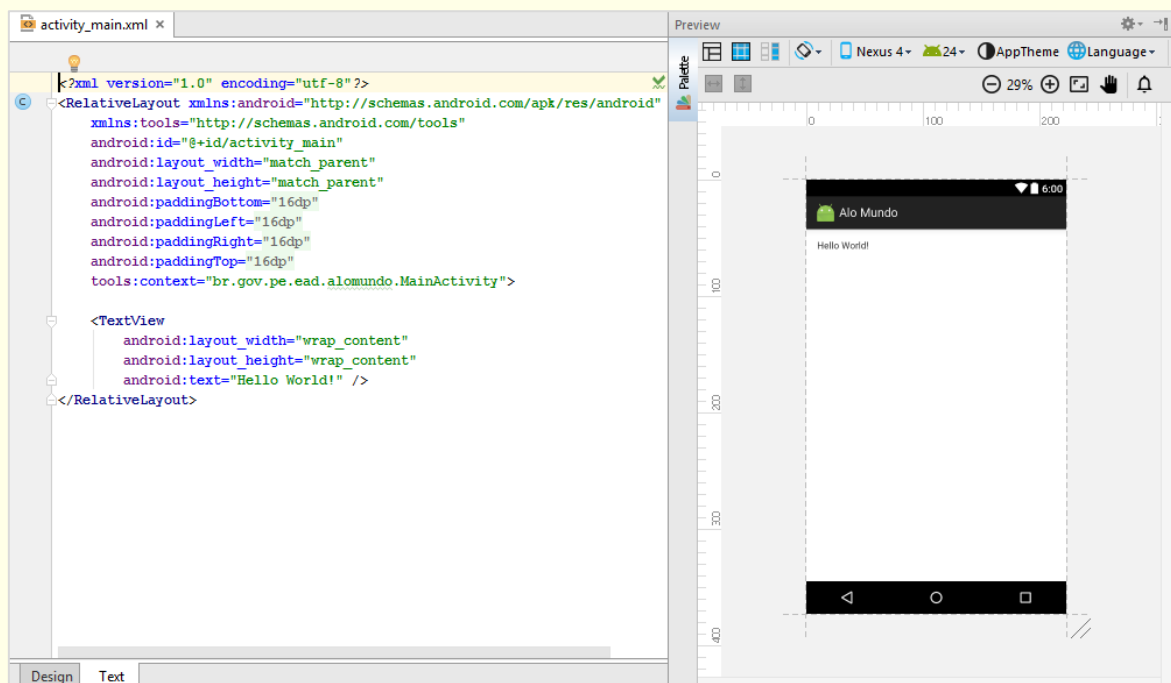 activity_main.xml ×
<?xml version="1.0" encoding="utf-8"?>
<RelativeLayout xmlns:android="http://schemas.android.com/apk/res/android"
xmlns:tools="http://schemas.android.com/tools"
android:id="@+id/activity_main"
android:layout_width="match_parent"
android:layout_height="match_parent"
android:paddingBottom="16dp"
android:paddingLeft="16dp"
android:paddingRight="16dp"
android:paddingTop="16dp"
tools:context="br.gov.pe.ead.alomundo.MainActivity">
<TextView
android:layout_width="wrap_content"
android:layout_height="wrap_content"
android:text="Hello World!" />
</RelativeLayout>
C
Design Text
Preview
Palette
Nexus 4 24 AppTheme Language
29%
0 100 200
0
100
200
300
400
6:00
Alo Mundo
Hello World!